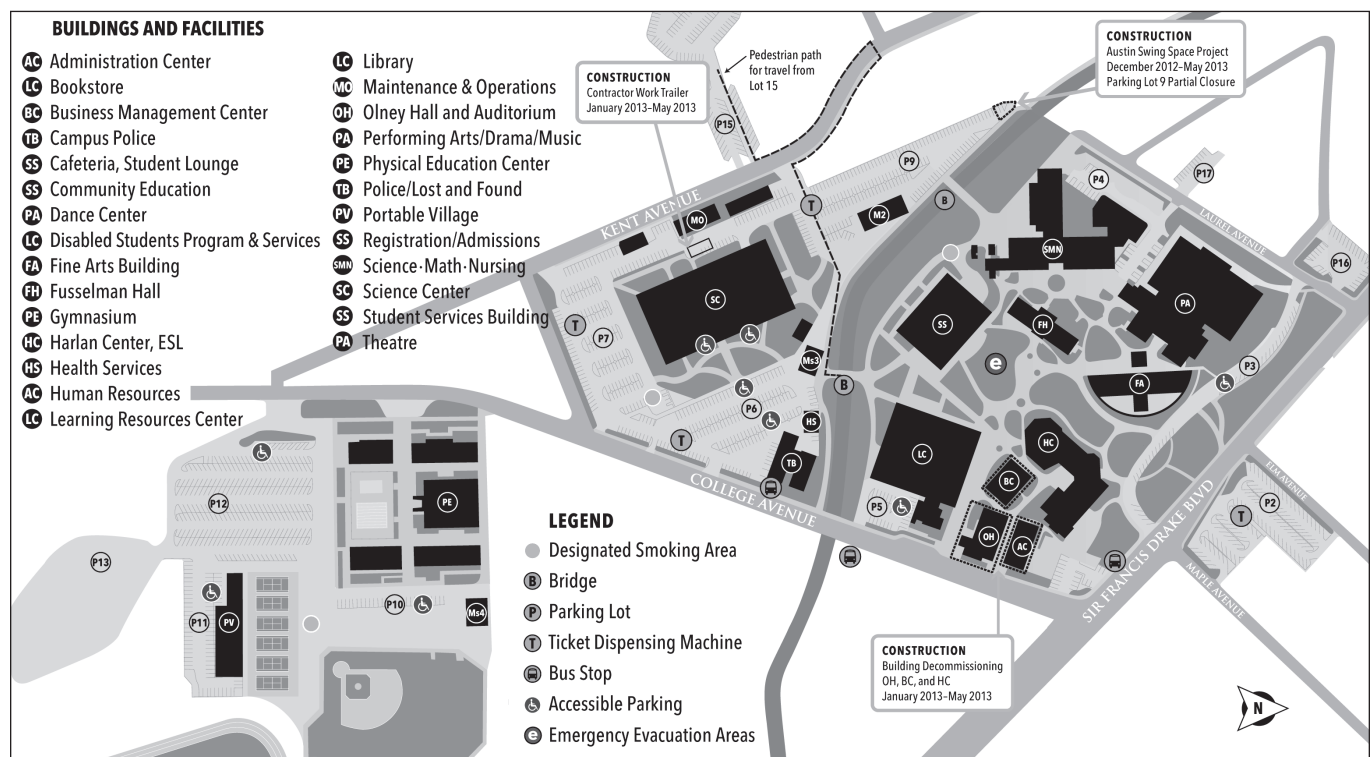 BUILDINGS AND FACILITIES
AC Administration Center
LC Bookstore
BC Business Management Center
TB Campus Police
SS Cafeteria, Student Lounge
SS Community Education
PA Dance Center
LC Disabled Students Program & Services
FA Fine Arts Building
FH Fusselman Hall
PE Gymnasium
HC Harlan Center, ESL
HS Health Services
AC Human Resources
LC Learning Resources Center
LC Library
MO Maintenance & Operations
OH Olney Hall and Auditorium
PA Performing Arts/Drama/Music
PE Physical Education Center
TB Police/Lost and Found
PV Portable Village
SS Registration/Admissions
SMN Science·Math·Nursing
SC Science Center
SS Student Services Building
PA Theatre
CONSTRUCTION
Contractor Work Trailer
January 2013–May 2013
Pedestrian path
for travel from
Lot 15
CONSTRUCTION
Austin Swing Space Project
December 2012–May 2013
Parking Lot 9 Partial Closure
P15
P9
P4
P17
KENT AVENUE
MO
T
M2
B
LAUREL AVENUE
SMN
P16
SC
PA
T
P7
SS
FH
Ms3
e
P3
B
FA
P6
HS
T
HC
TB
LC
BC
COLLEGE AVENUE
P5
OH
AC
SIR FRANCIS DRAKE BLVD
ELM AVENUE
P2
T
MAPLE AVENUE
P12
PE
P13
P10
Ms4
P11
PV
LEGEND
Designated Smoking Area
B Bridge
P Parking Lot
T Ticket Dispensing Machine
Bus Stop
Accessible Parking
e Emergency Evacuation Areas
CONSTRUCTION
Building Decommissioning
OH, BC, and HC
January 2013–May 2013
N